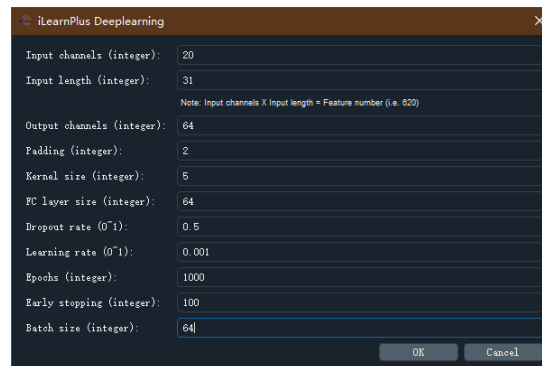 iLearnPlus Deeplearning
Input channels (integer): 20
Input length (integer): 31
Note: Input channels X Input length = Feature number (i.e. 620)
Output channels (integer): 64
Padding (integer): 2
Kernel size (integer): 5
FC layer size (integer): 64
Dropout rate (0~1): 0.5
Learning rate (0~1): 0.001
Epochs (integer): 1000
Early stopping (integer): 100
Batch size (integer): 64
OK Cancel